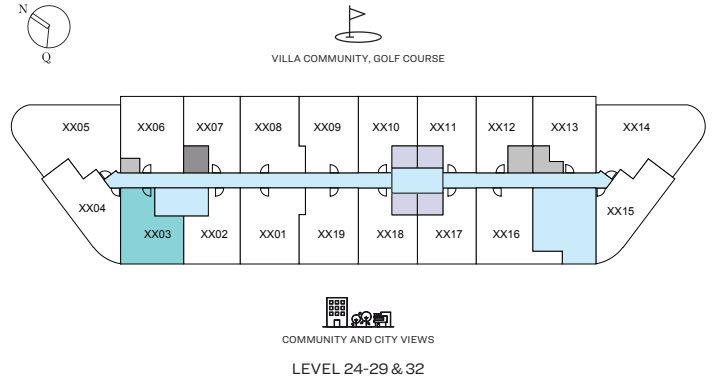 N
Q
VILLA COMMUNITY, GOLF COURSE
XX05 XX06 XX07 XX08 XX09 XX10 XX11 XX12 XX13 XX14
XX04 XX03 XX02 XX01 XX19 XX18 XX17 XX16 XX15
COMMUNITY AND CITY VIEWS
LEVEL 24-29 & 32